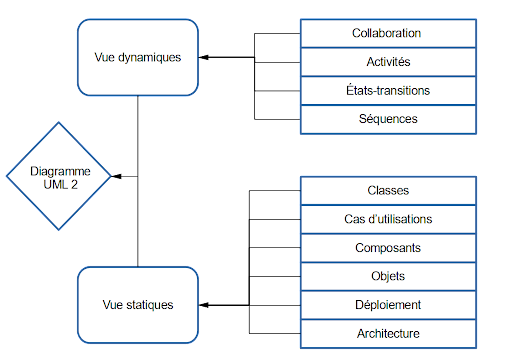 Vue dynamiques
Collaboration
Activités
États-transitions
Séquences
Diagramme
UML 2
Vue statiques
Classes
Cas d'utilisations
Composants
Objets
Déploiement
Architecture